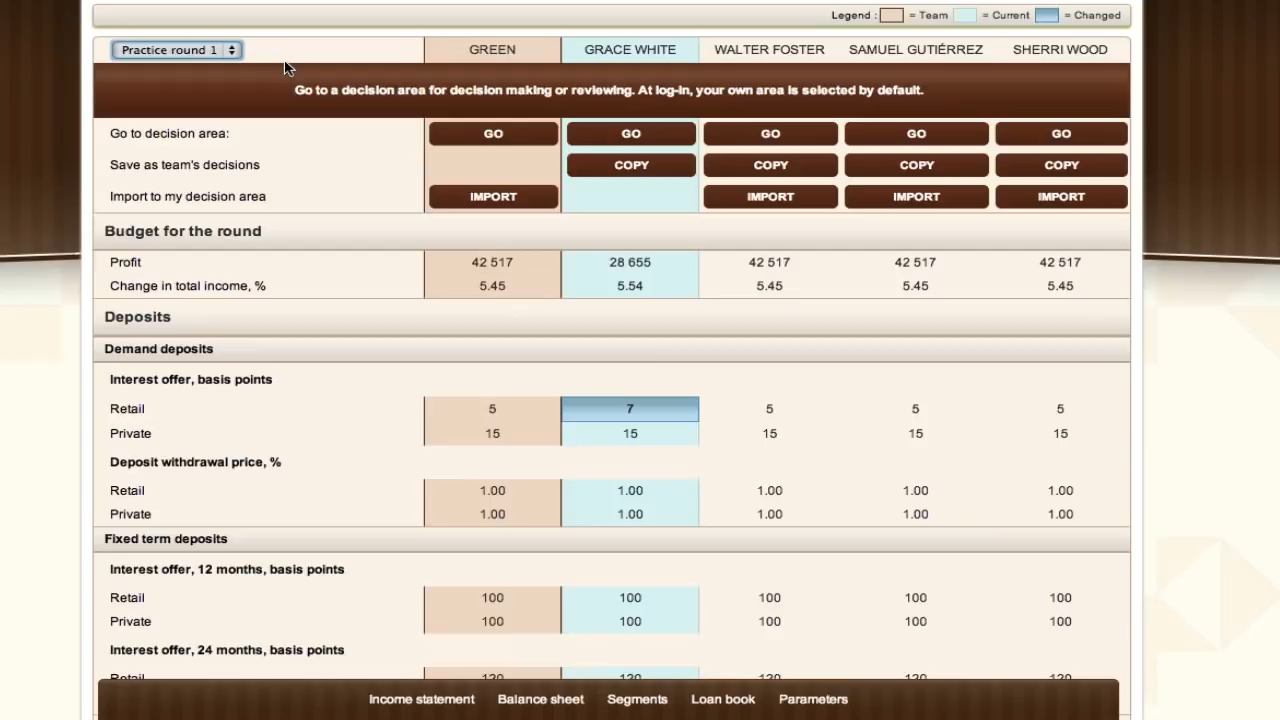 Legend : = Team = Current = Changed
Practice round 1 GREEN GRACE WHITE WALTER FOSTER SAMUEL GUTIÉRREZ SHERRI WOOD
Go to a decision area for decision making or reviewing. At log-in, your own area is selected by default.
Go to decision area: GO GO GO GO GO
Save as team's decisions COPY COPY COPY COPY
Import to my decision area IMPORT IMPORT IMPORT IMPORT
Budget for the round
Profit 42 517 28 655 42 517 42 517 42 517
Change in total income, % 5.45 5.54 5.45 5.45 5.45
Deposits
Demand deposits
Interest offer, basis points
Retail 5 7 5 5 5
Private 15 15 15 15 15
Deposit withdrawal price, %
Retail 1.00 1.00 1.00 1.00 1.00
Private 1.00 1.00 1.00 1.00 1.00
Fixed term deposits
Interest offer, 12 months, basis points
Retail 100 100 100 100 100
Private 100 100 100 100 100
Interest offer, 24 months, basis points
Retail 120 120 120 120 120
Income statement Balance sheet Segments Loan book Parameters